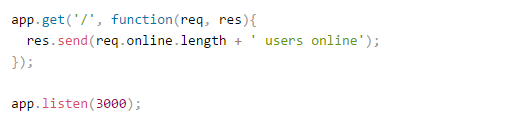 app.get('/', function(req, res){
  res.send(req.online.length + ' users online');
});
app.listen(3000);